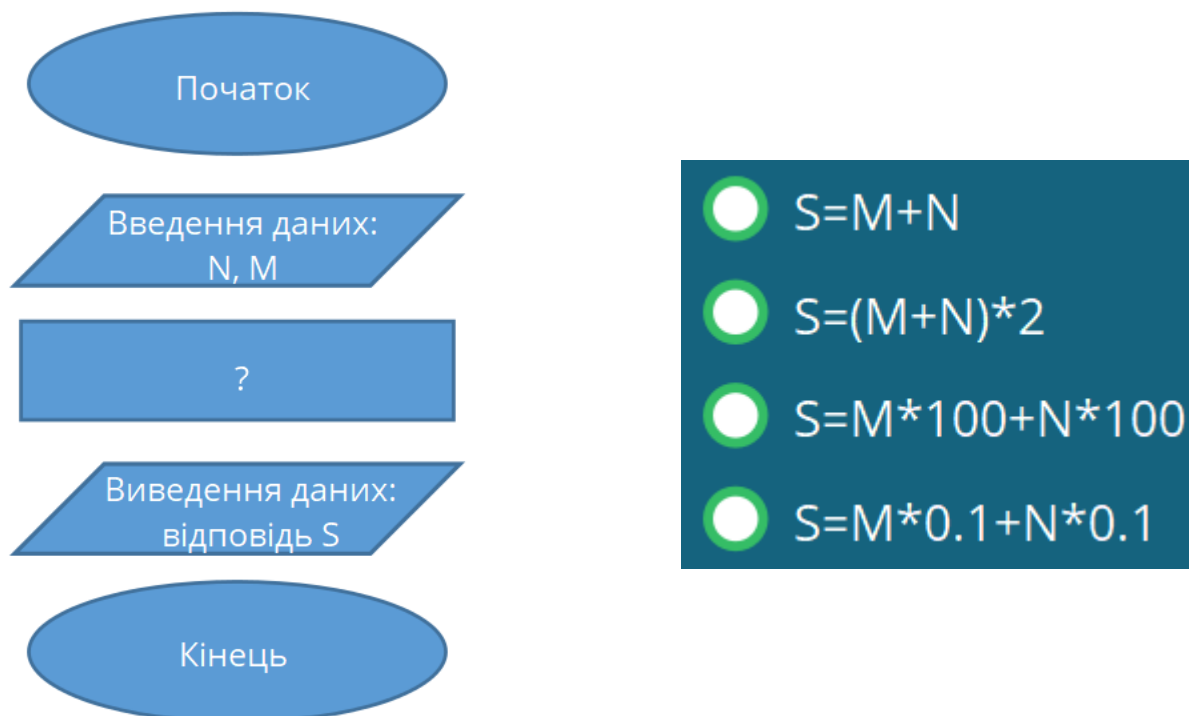 Початок
Введення даних:
N, M
?
Виведення даних:
відповідь S
Кінець
S=M+N
S=(M+N)*2
S=M*100+N*100
S=M*0.1+N*0.1